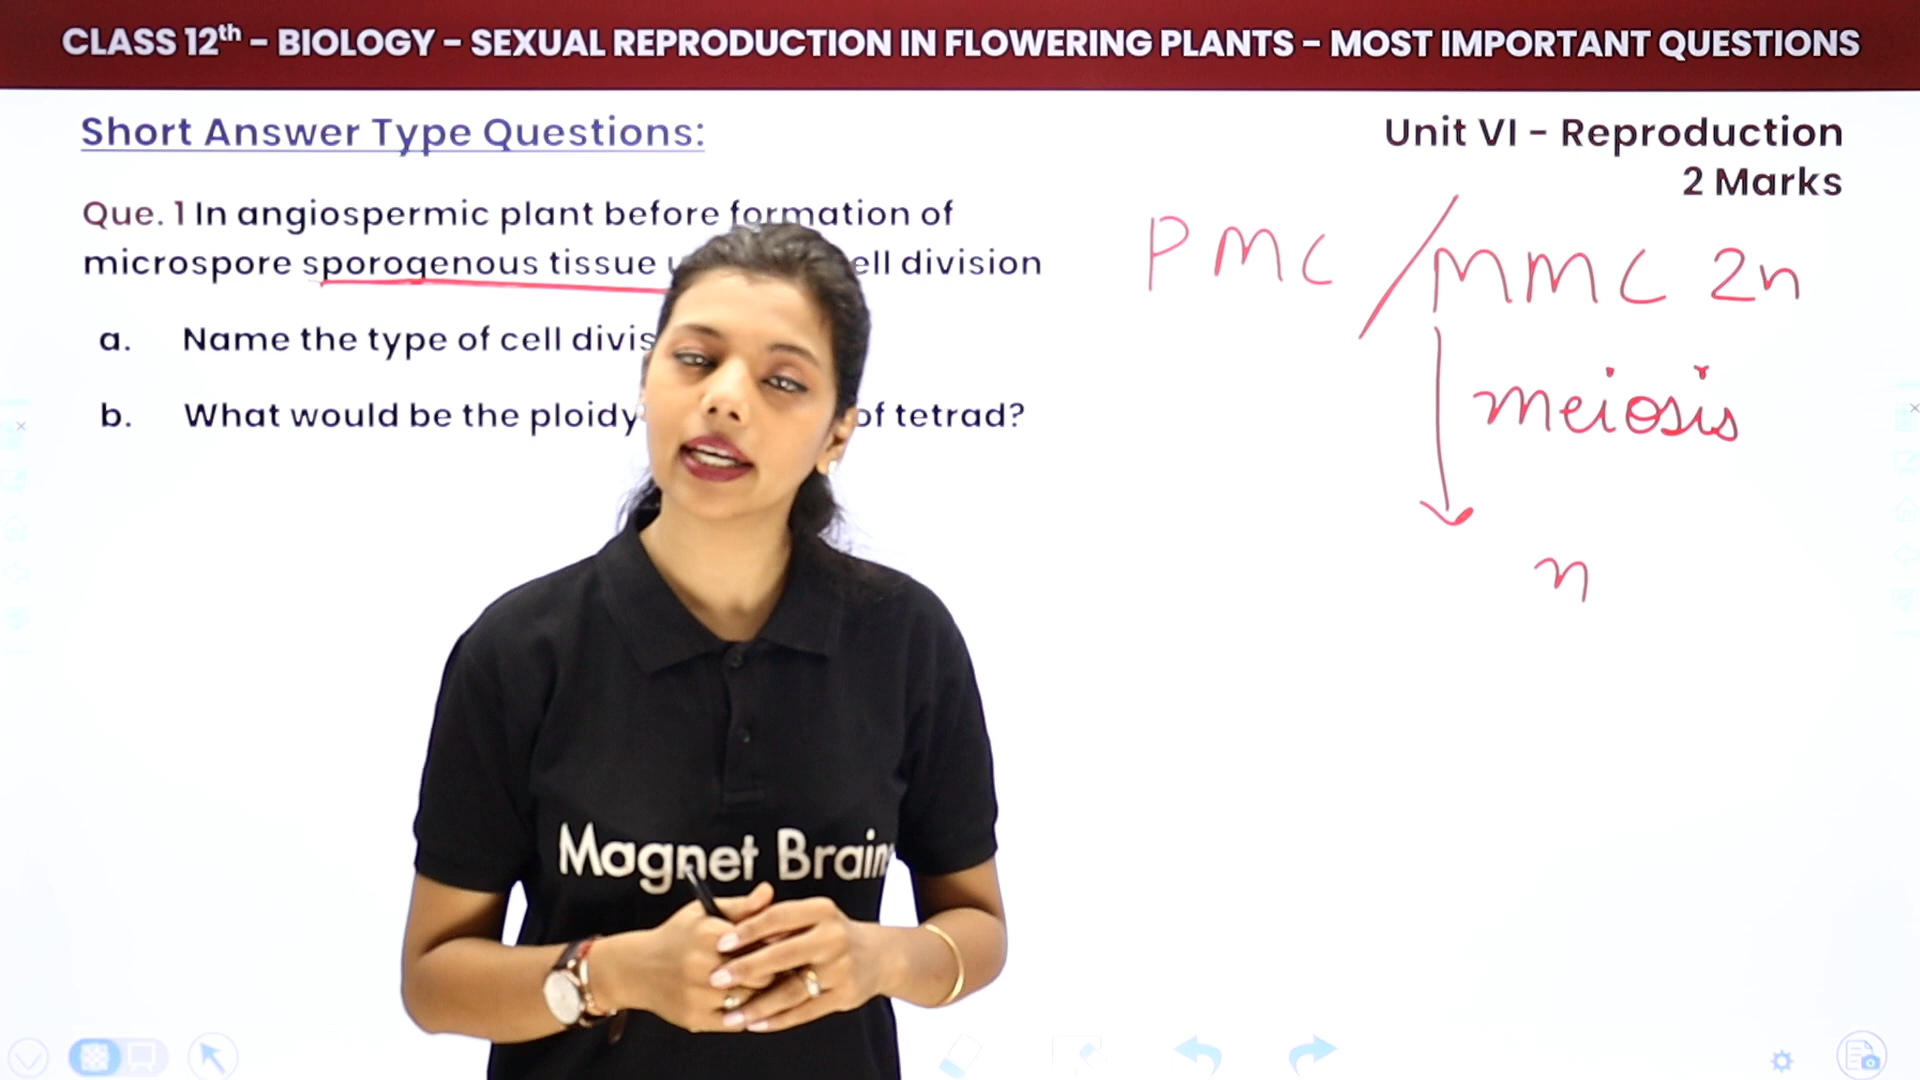 CLASS 12th – BIOLOGY – SEXUAL REPRODUCTION IN FLOWERING PLANTS – MOST IMPORTANT QUESTIONS
Short Answer Type Questions:
Unit VI – Reproduction
2 Marks
Que. 1 In angiospermic plant before formation of
microspore sporogenous tissue ell division
a. Name the type of cell divis
b. What would be the ploidy of tetrad?
PMC / MMC 2n
meiosis
n
Magnet Brain